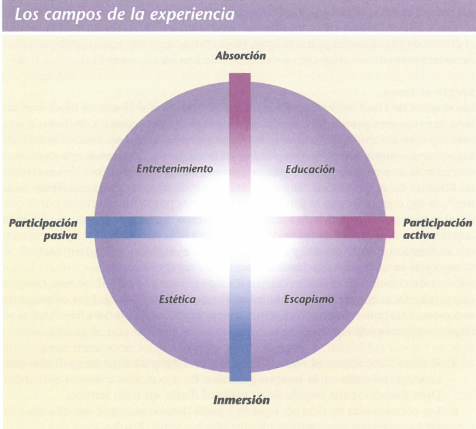 Los campos de la experiencia
Absorción
Entretenimiento
Educación
Participación
pasiva
Participación
activa
Estética
Escapismo
Inmersión